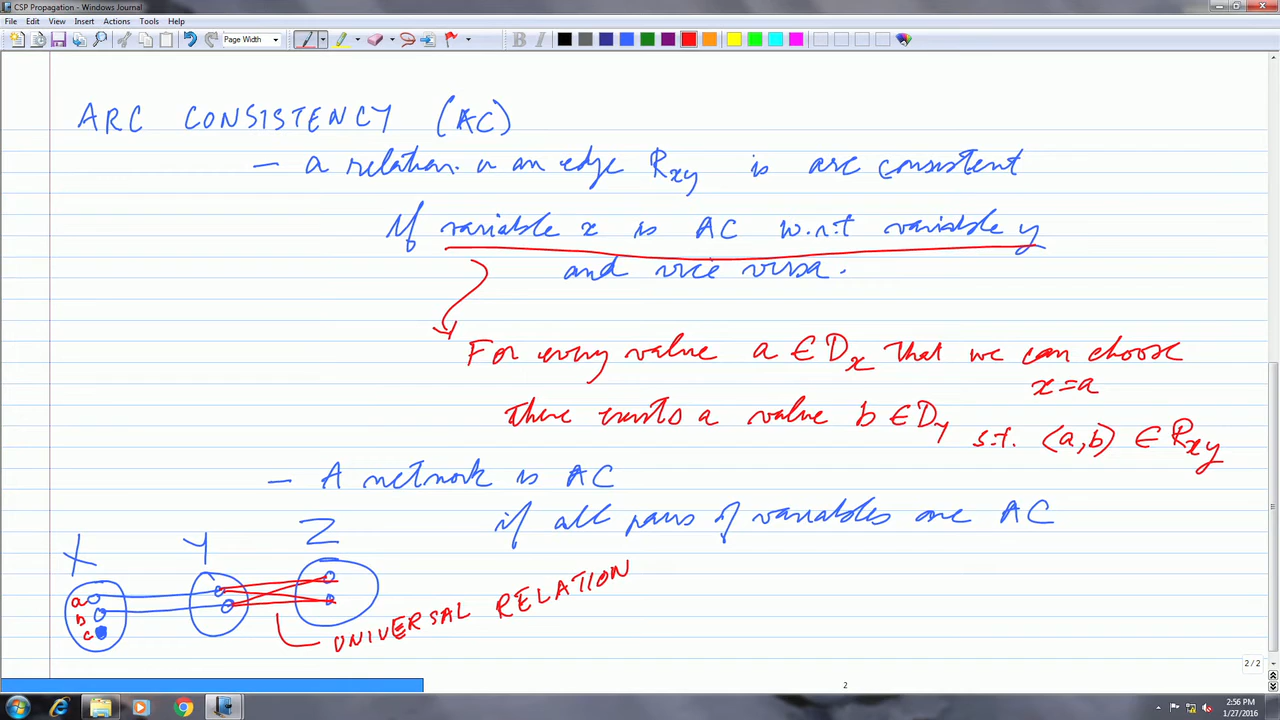 CSP Propagation - Windows Journal
File Edit View Insert Actions Tools Help
Page Width
B I
ARC CONSISTENCY (AC)
— a relation on an edge Rxy is arc consistent
If variable x is AC w.r.t variable y
and vice versa.
For every value a ∈ Dx that we can choose
x=a
there exists a value b ∈ Dy s.t. ⟨a,b⟩ ∈ Rxy
— A network is AC
if all pairs of variables are AC
X Y Z
a
b
c
UNIVERSAL RELATION
2/2
2
2:56 PM
1/27/2016